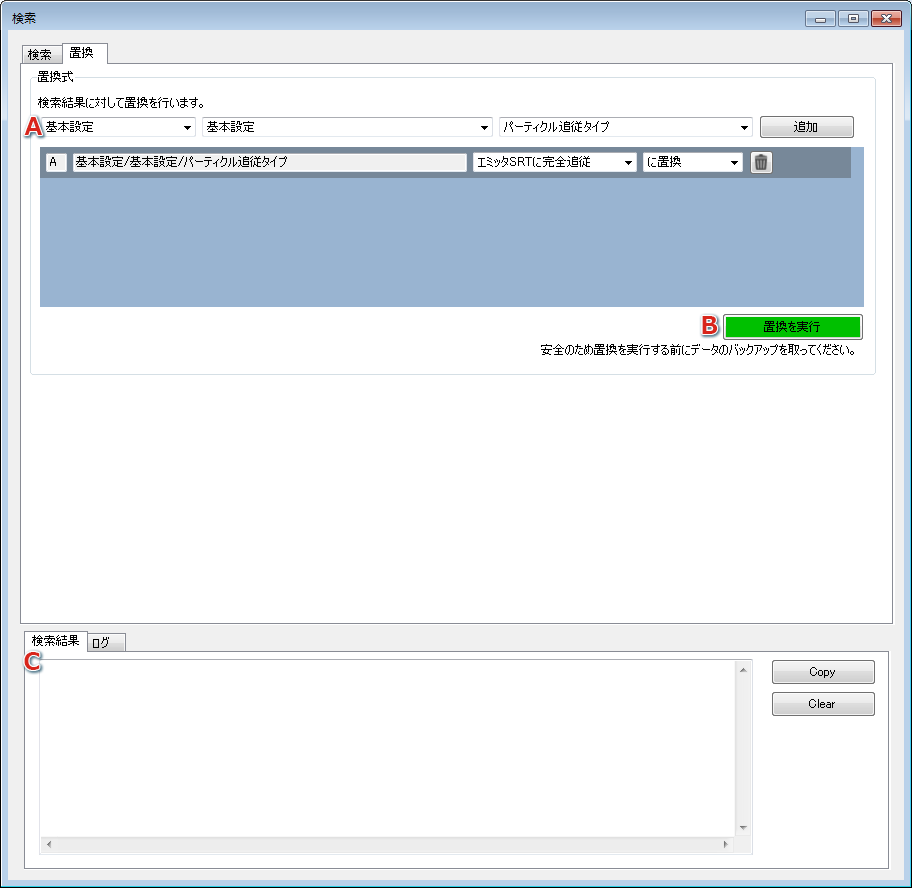 検索
検索 置換
置換式
検索結果に対して置換を行います。
A 基本設定 基本設定 パーティクル追従タイプ 追加
A 基本設定/基本設定/パーティクル追従タイプ エミッタSRTに完全追従 に置換
B 置換を実行
安全のため置換を実行する前にデータのバックアップを取ってください。
検索結果 ログ
C
Copy
Clear